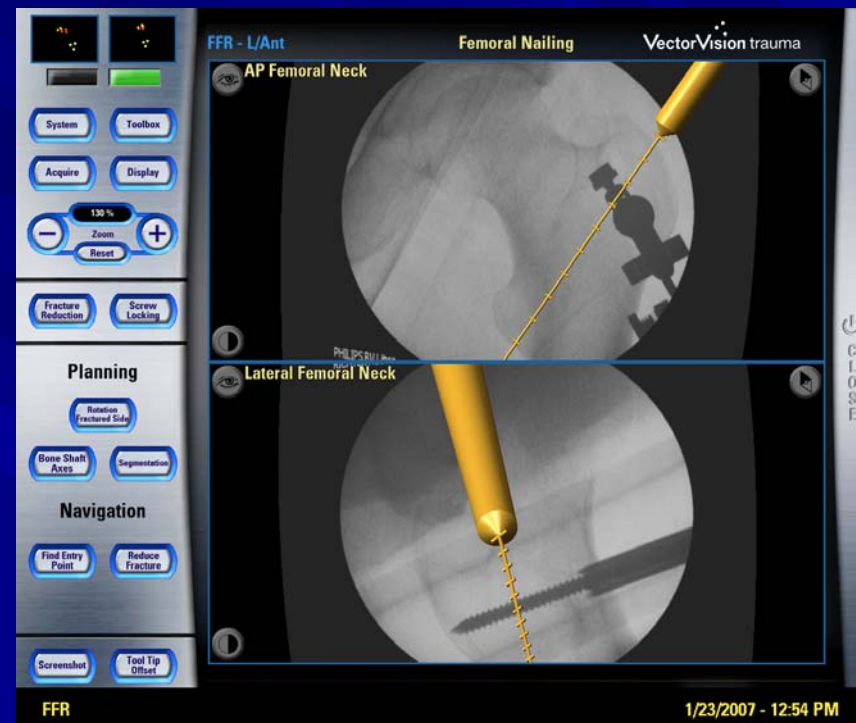 FFR - L/Ant
Femoral Nailing
VectorVision trauma
AP Femoral Neck
System
Toolbox
Acquire
Display
130 %
Zoom
Reset
Fracture
Reduction
Screw
Locking
Planning
Rotation
Fractured Side
Bone Shaft
Axes
Segmentation
Navigation
Find Entry
Point
Reduce
Fracture
Screenshot
Tool Tip
Offset
PHILIPS
Lateral Femoral Neck
CLOSE
FFR
1/23/2007 - 12:54 PM